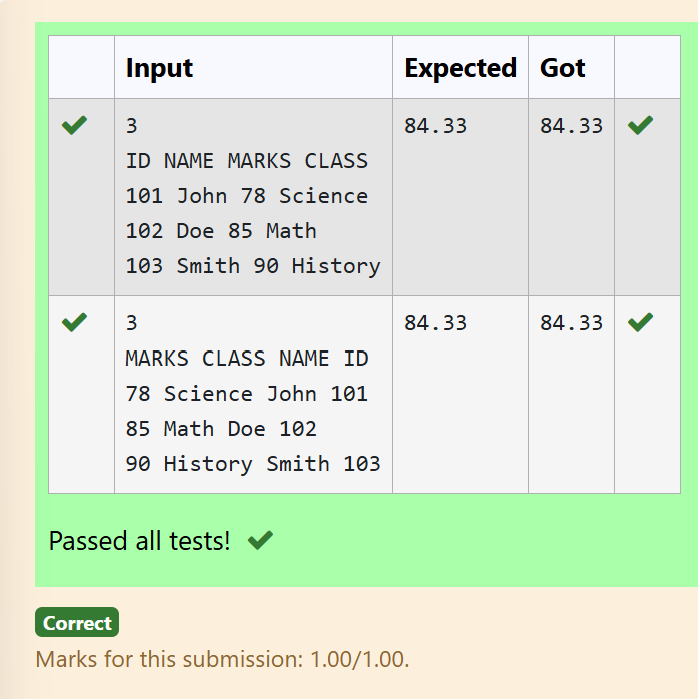 Input Expected Got
3 84.33 84.33
ID NAME MARKS CLASS
101 John 78 Science
102 Doe 85 Math
103 Smith 90 History
3 84.33 84.33
MARKS CLASS NAME ID
78 Science John 101
85 Math Doe 102
90 History Smith 103
Passed all tests!
Correct
Marks for this submission: 1.00/1.00.